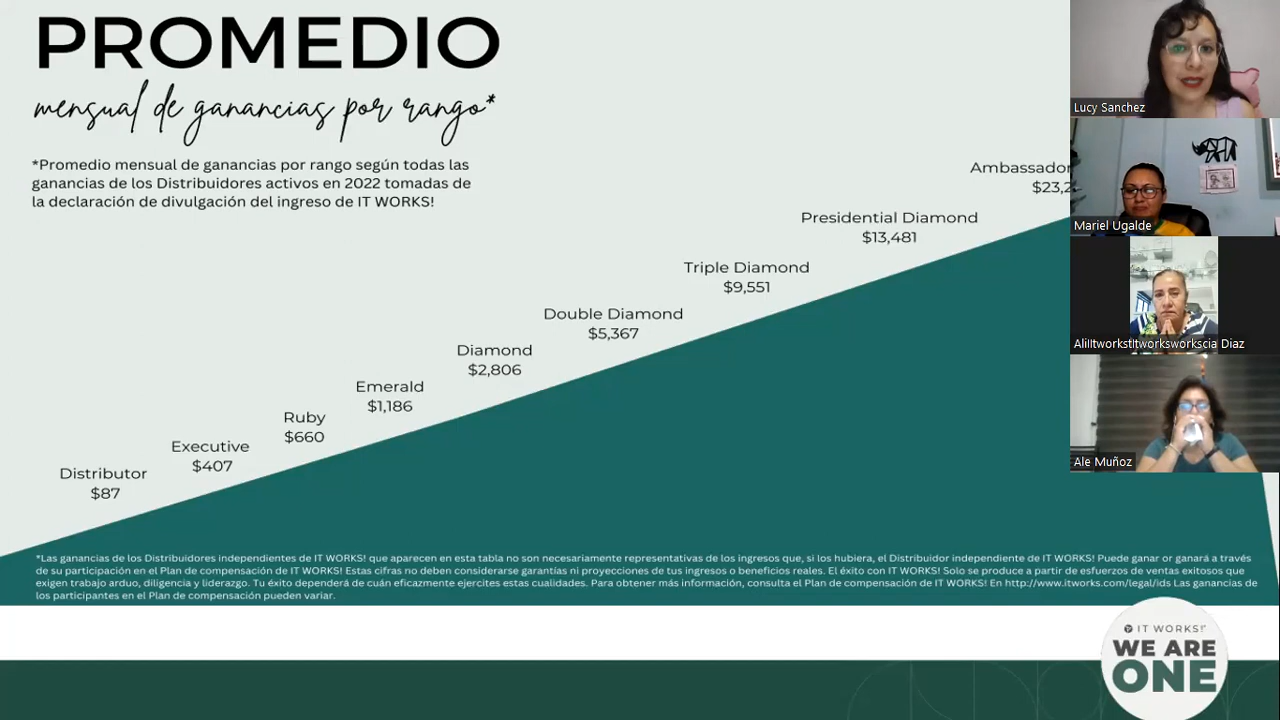 PROMEDIO
mensual de ganancias por rango*
*Promedio mensual de ganancias por rango según todas las
ganancias de los Distribuidores activos en 2022 tomadas de
la declaración de divulgación del ingreso de IT WORKS!
Distributor
$87
Executive
$407
Ruby
$660
Emerald
$1,186
Diamond
$2,806
Double Diamond
$5,367
Triple Diamond
$9,551
Presidential Diamond
$13,481
Ambassador
$23,2
Lucy Sanchez
Mariel Ugalde
AliIItworkstItworksworkscia Diaz
Ale Muñoz
*Las ganancias de los Distribuidores independientes de IT WORKS! que aparecen en esta tabla no son necesariamente representativas de los ingresos que, si los hubiera, el Distribuidor independiente de IT WORKS! Puede ganar or ganará a través
de su participación en el Plan de compensación de IT WORKS! Estas cifras no deben considerarse garantías ni proyecciones de tus ingresos o beneficios reales. El éxito con IT WORKS! Solo se produce a partir de esfuerzos de ventas exitosos que
exigen trabajo arduo, diligencia y liderazgo. Tu éxito dependerá de cuán eficazmente ejercites estas cualidades. Para obtener más información, consulta el Plan de compensación de IT WORKS! En http://www.itworks.com/legal/ids Las ganancias de
los participantes en el Plan de compensación pueden variar.
IT WORKS!
WE ARE
ONE